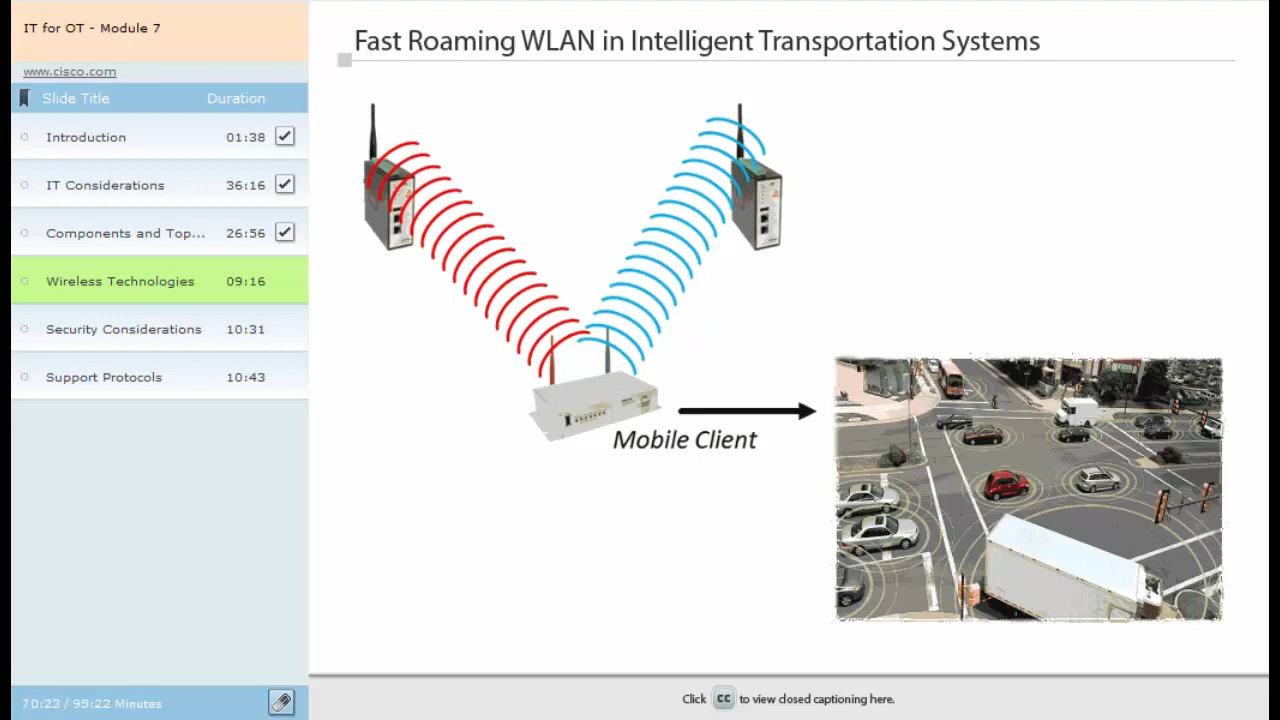 IT for OT - Module 7
www.cisco.com
Slide Title Duration
Introduction 01:38
IT Considerations 36:16
Components and Top... 26:56
Wireless Technologies 09:16
Security Considerations 10:31
Support Protocols 10:43
70:23 / 95:22 Minutes
Fast Roaming WLAN in Intelligent Transportation Systems
Mobile Client
Click CC to view closed captioning here.